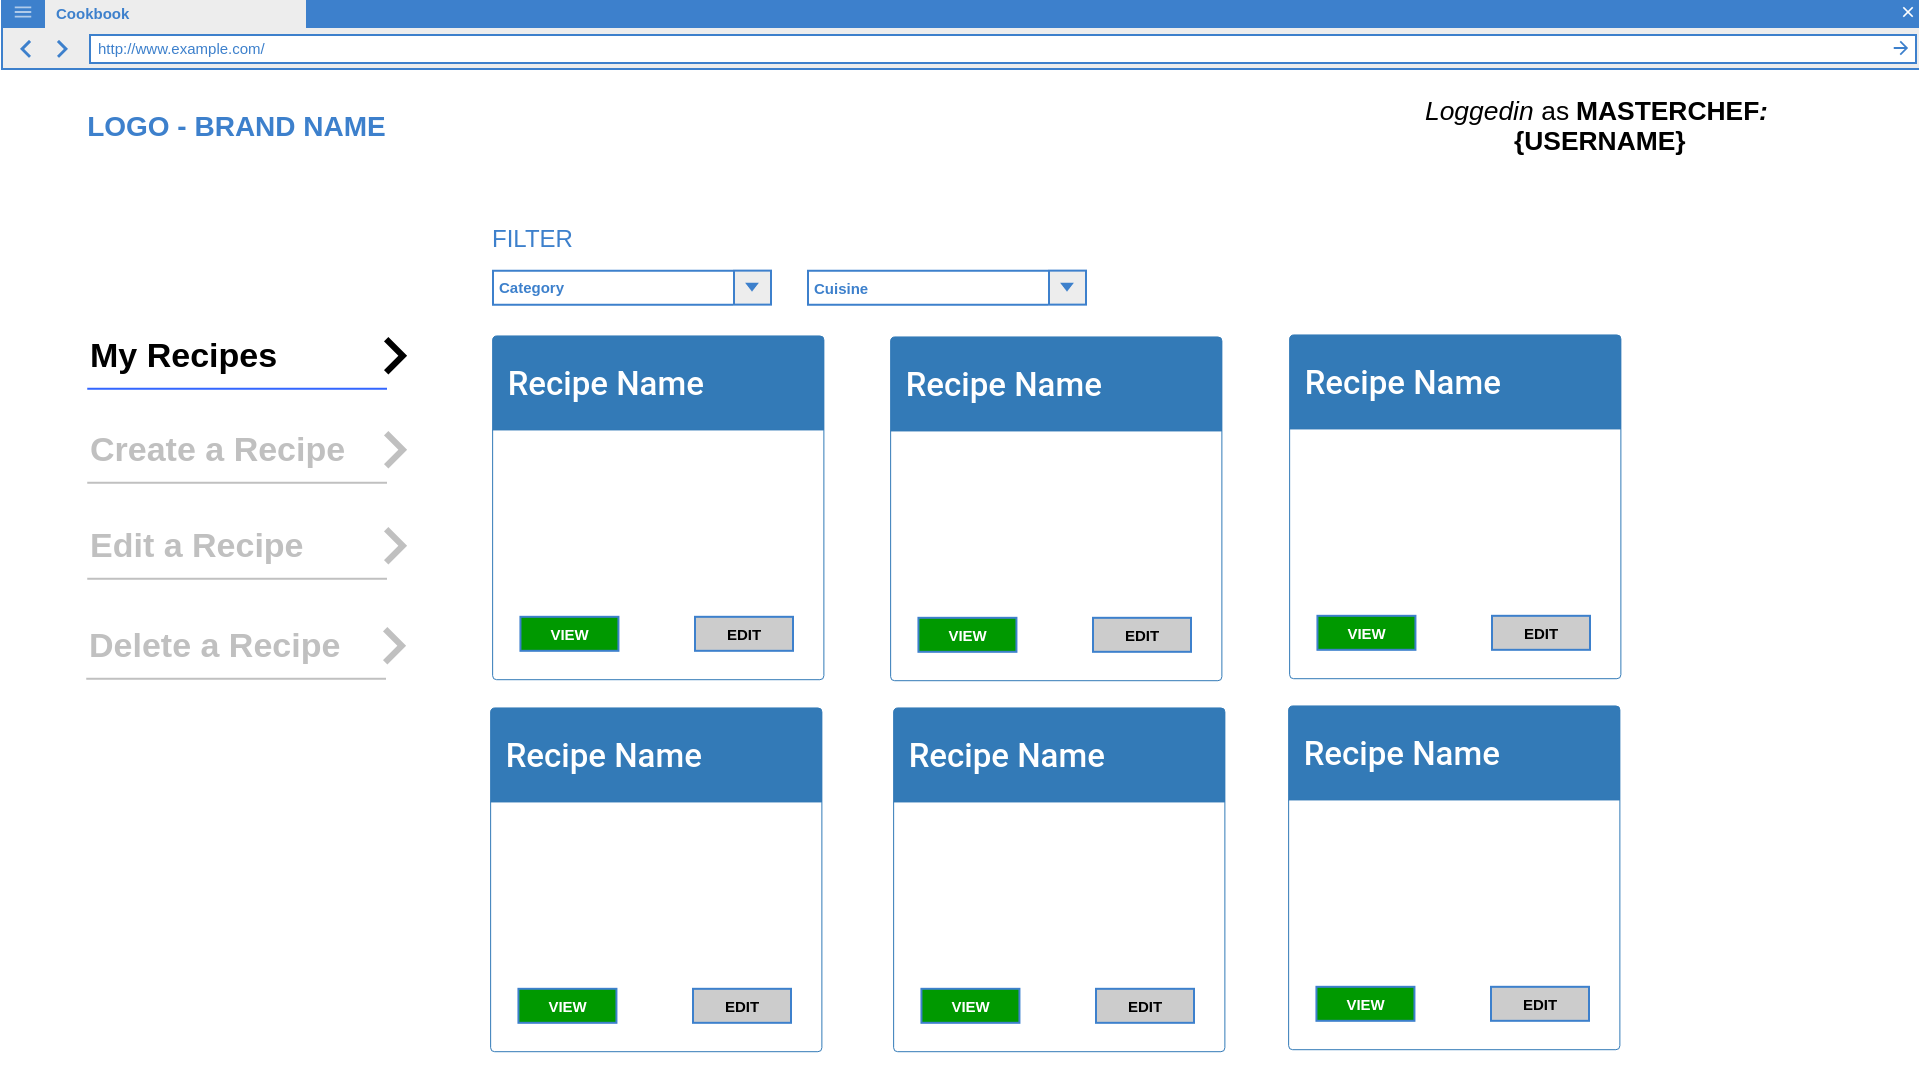 Cookbook
http://www.example.com/
LOGO - BRAND NAME
Loggedin as MASTERCHEF:
{USERNAME}
FILTER
Category
Cuisine
My Recipes
Create a Recipe
Edit a Recipe
Delete a Recipe
Recipe Name
VIEW EDIT
Recipe Name
VIEW EDIT
Recipe Name
VIEW EDIT
Recipe Name
VIEW EDIT
Recipe Name
VIEW EDIT
Recipe Name
VIEW EDIT